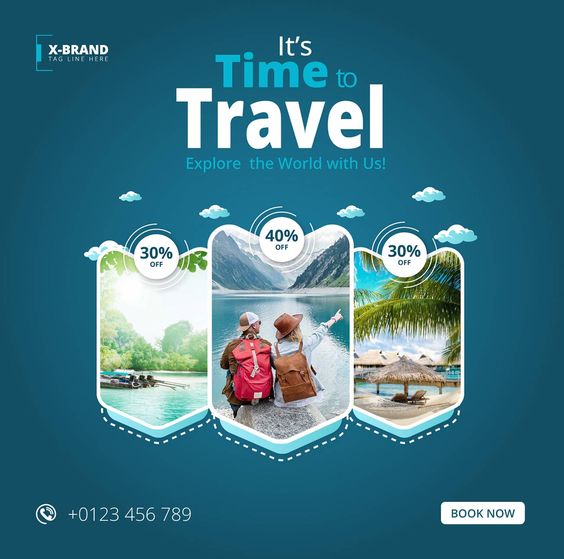 X-BRAND
TAG LINE HERE
It's
Time to
Travel
Explore the World with Us!
30%
OFF
40%
OFF
30%
OFF
+0123 456 789
BOOK NOW